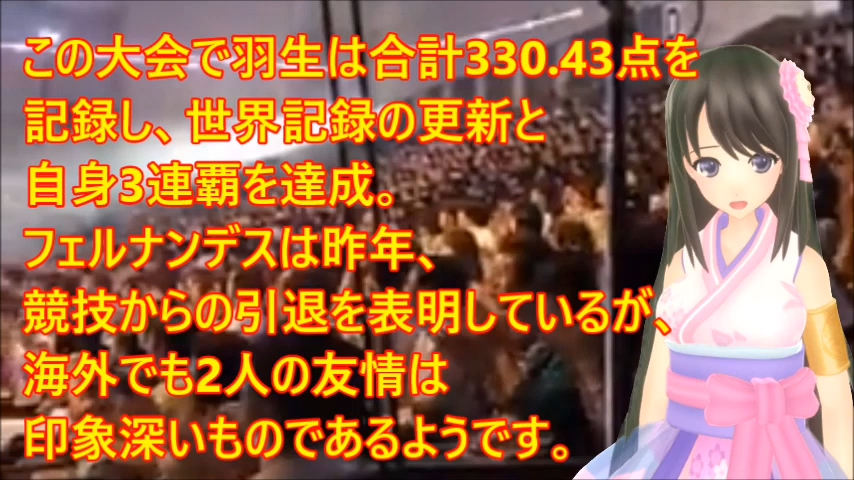 この大会で羽生は合計330.43点を
記録し、世界記録の更新と
自身3連覇を達成。
フェルナンデスは昨年、
競技からの引退を表明しているが、
海外でも2人の友情は
印象深いものであるようです。